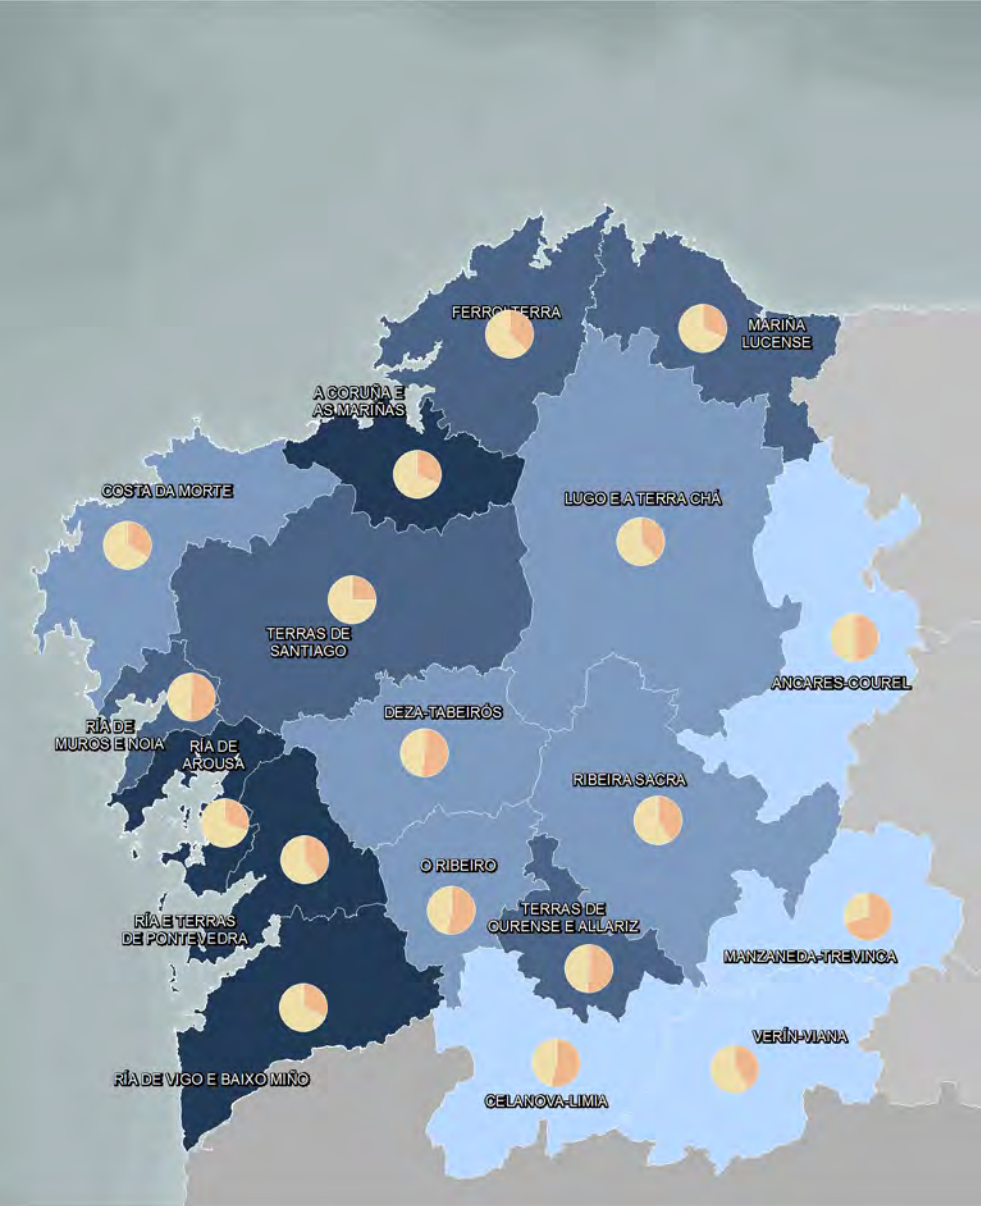 FERROLTERRA
MARIÑA
LUCENSE
A CORUÑA E
AS MARIÑAS
COSTA DA MORTE
LUGO E A TERRA CHÁ
TERRAS DE
SANTIAGO
ANCARES-COUREL
DEZA-TABEIRÓS
RÍA DE
MUROS E NOIA
RÍA DE
AROUSA
RIBEIRA SACRA
O RIBEIRO
TERRAS DE
OURENSE E ALLARIZ
RÍA E TERRAS
DE PONTEVEDRA
MANZANEDA-TREVINCA
VERÍN-VIANA
RÍA DE VIGO E BAIXO MIÑO
CELANOVA-LIMIA